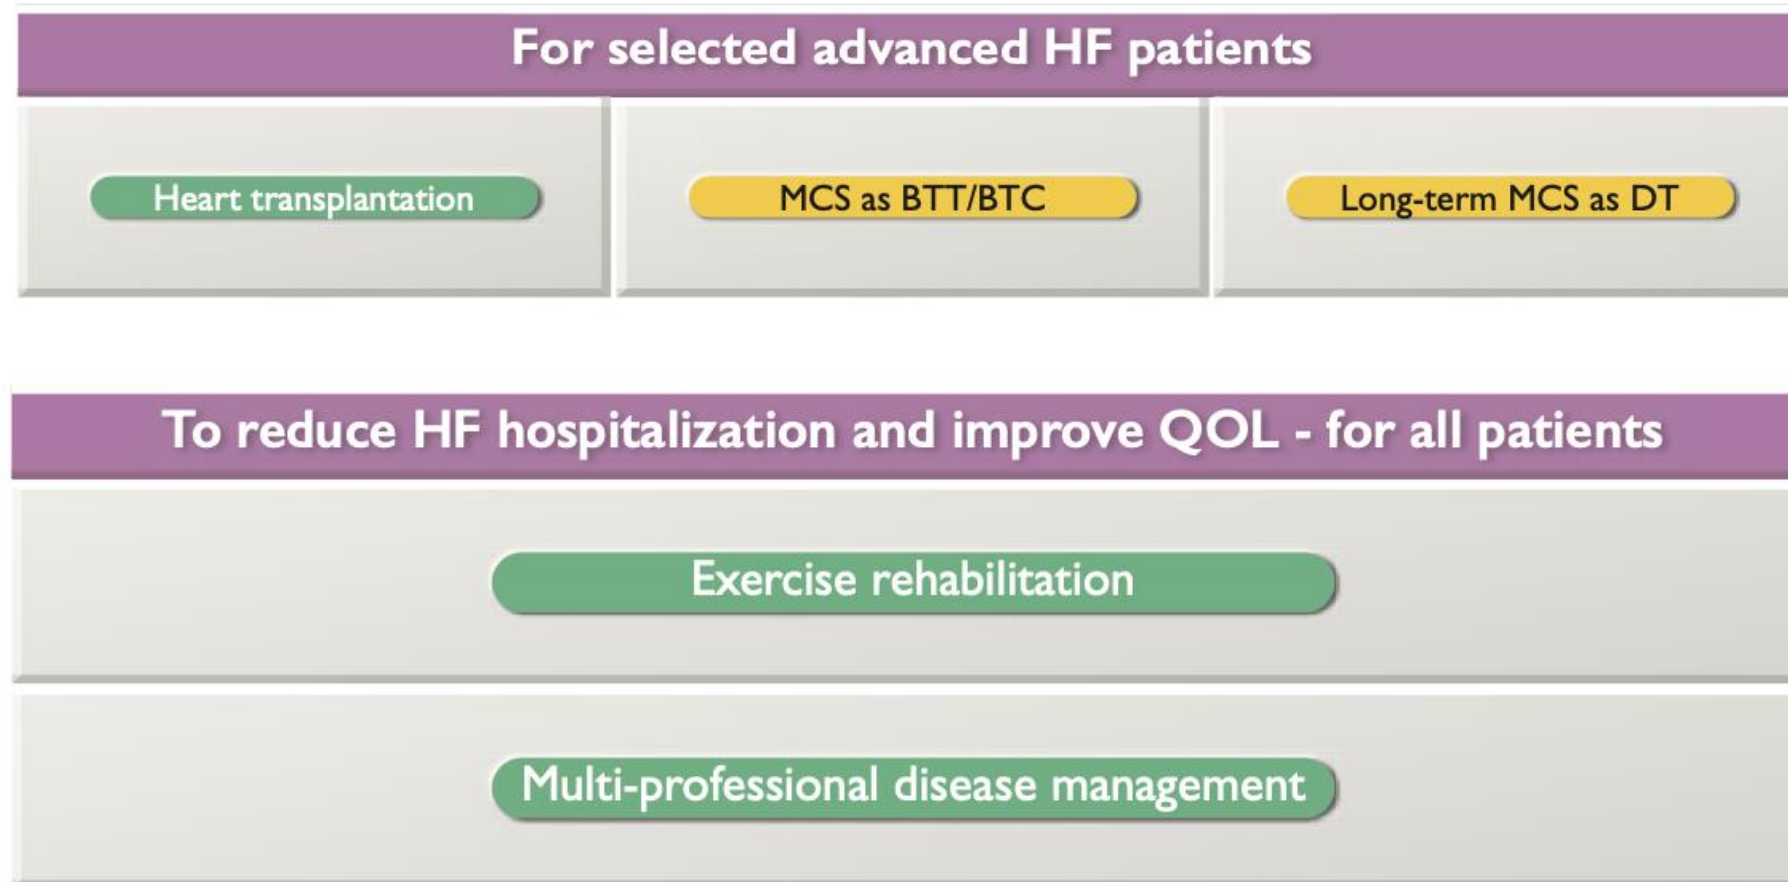 For selected advanced HF patients
Heart transplantation
MCS as BTT/BTC
Long-term MCS as DT
To reduce HF hospitalization and improve QOL - for all patients
Exercise rehabilitation
Multi-professional disease management